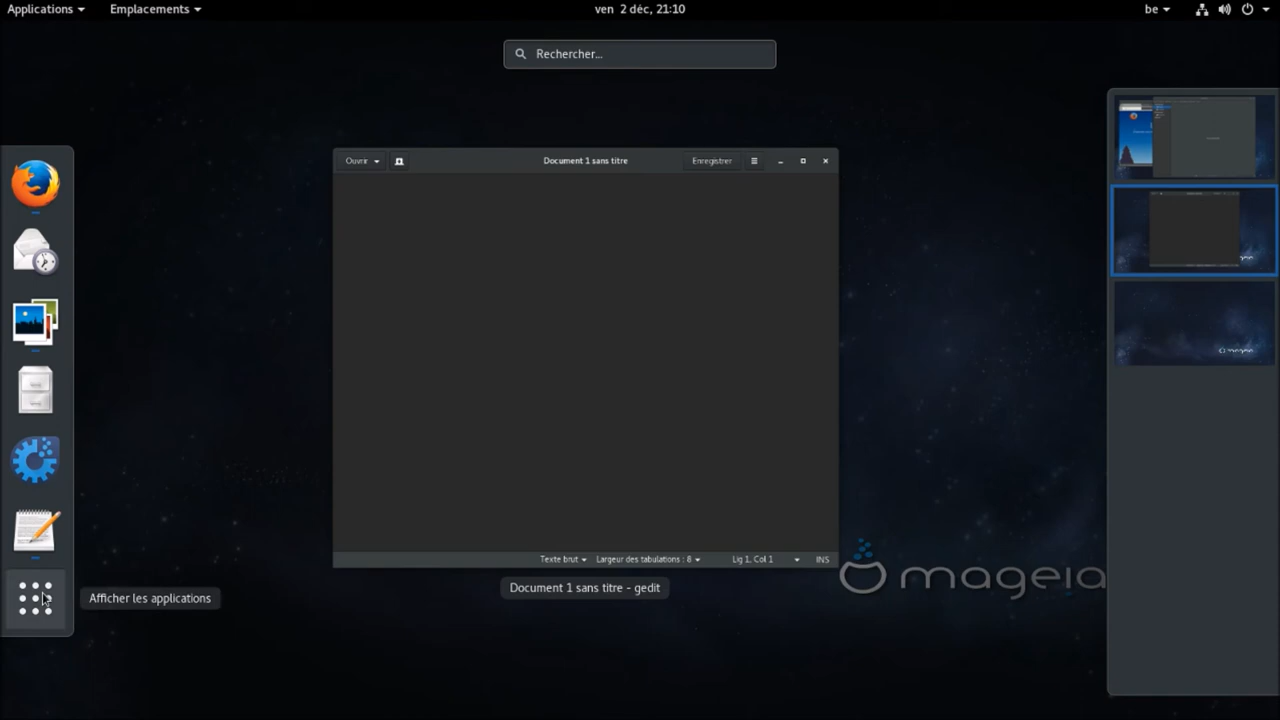 Applications Emplacements ven 2 déc, 21:10 be
Rechercher...
Ouvrir Document 1 sans titre Enregistrer
Texte brut Largeur des tabulations : 8 Lig 1, Col 1 INS
Document 1 sans titre - gedit
mageia
Afficher les applications
mageia